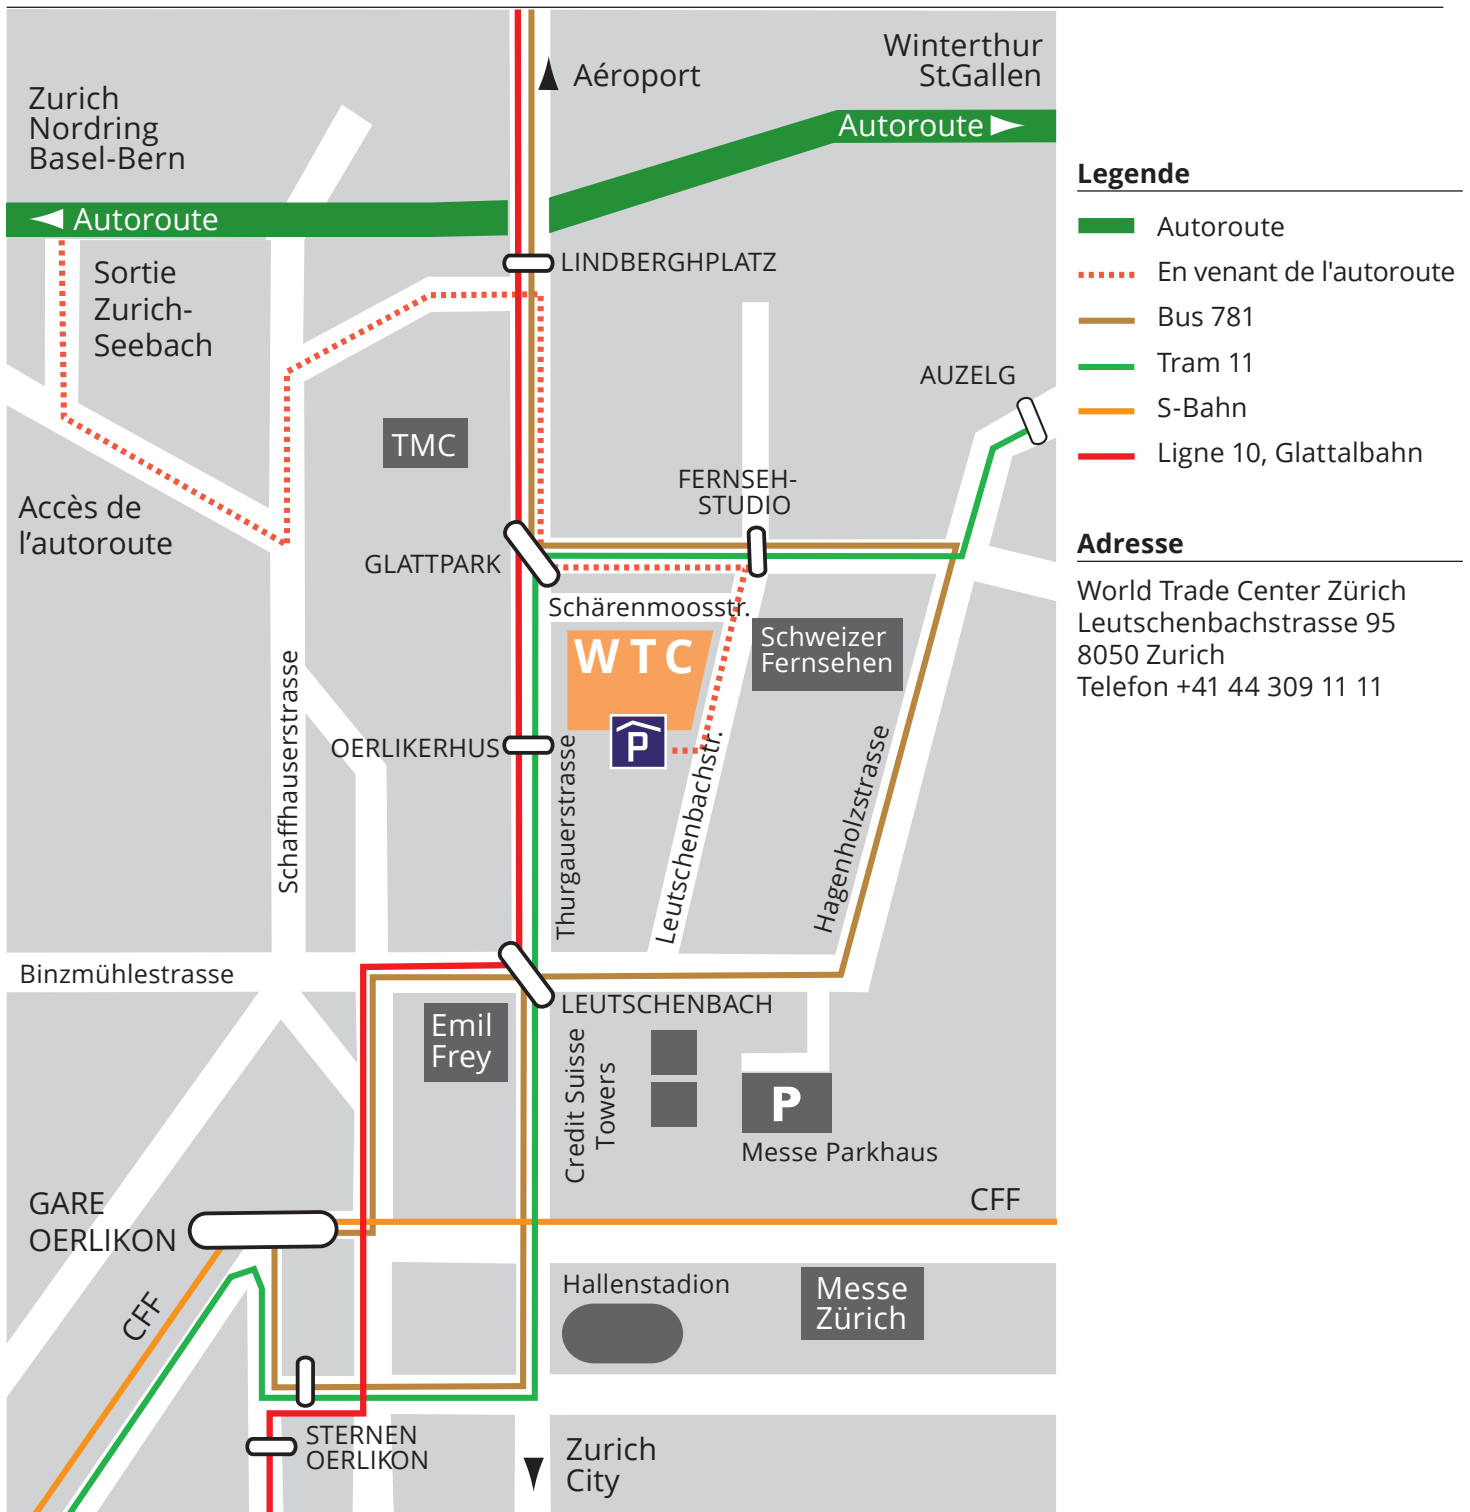 Winterthur
St.Gallen
Aéroport
Zurich
Nordring
Basel-Bern
Autoroute
Autoroute
LINDBERGHPLATZ
Sortie
Zurich-
Seebach
AUZELG
TMC
FERNSEH-
STUDIO
Accès de
l’autoroute
GLATTPARK
Schärenmoosstr.
WTC
Schweizer
Fernsehen
P
OERLIKERHUS
Schaffhauserstrasse
Thurgauerstrasse
Leutschenbachstr.
Hagenholzstrasse
Binzmühlestrasse
LEUTSCHENBACH
Emil
Frey
Credit Suisse
Towers
P
Messe Parkhaus
GARE
OERLIKON
CFF
CFF
Hallenstadion
Messe
Zürich
STERNEN
OERLIKON
Zurich
City
Legende
Autoroute
En venant de l'autoroute
Bus 781
Tram 11
S-Bahn
Ligne 10, Glattalbahn
Adresse
World Trade Center Zürich
Leutschenbachstrasse 95
8050 Zurich
Telefon +41 44 309 11 11